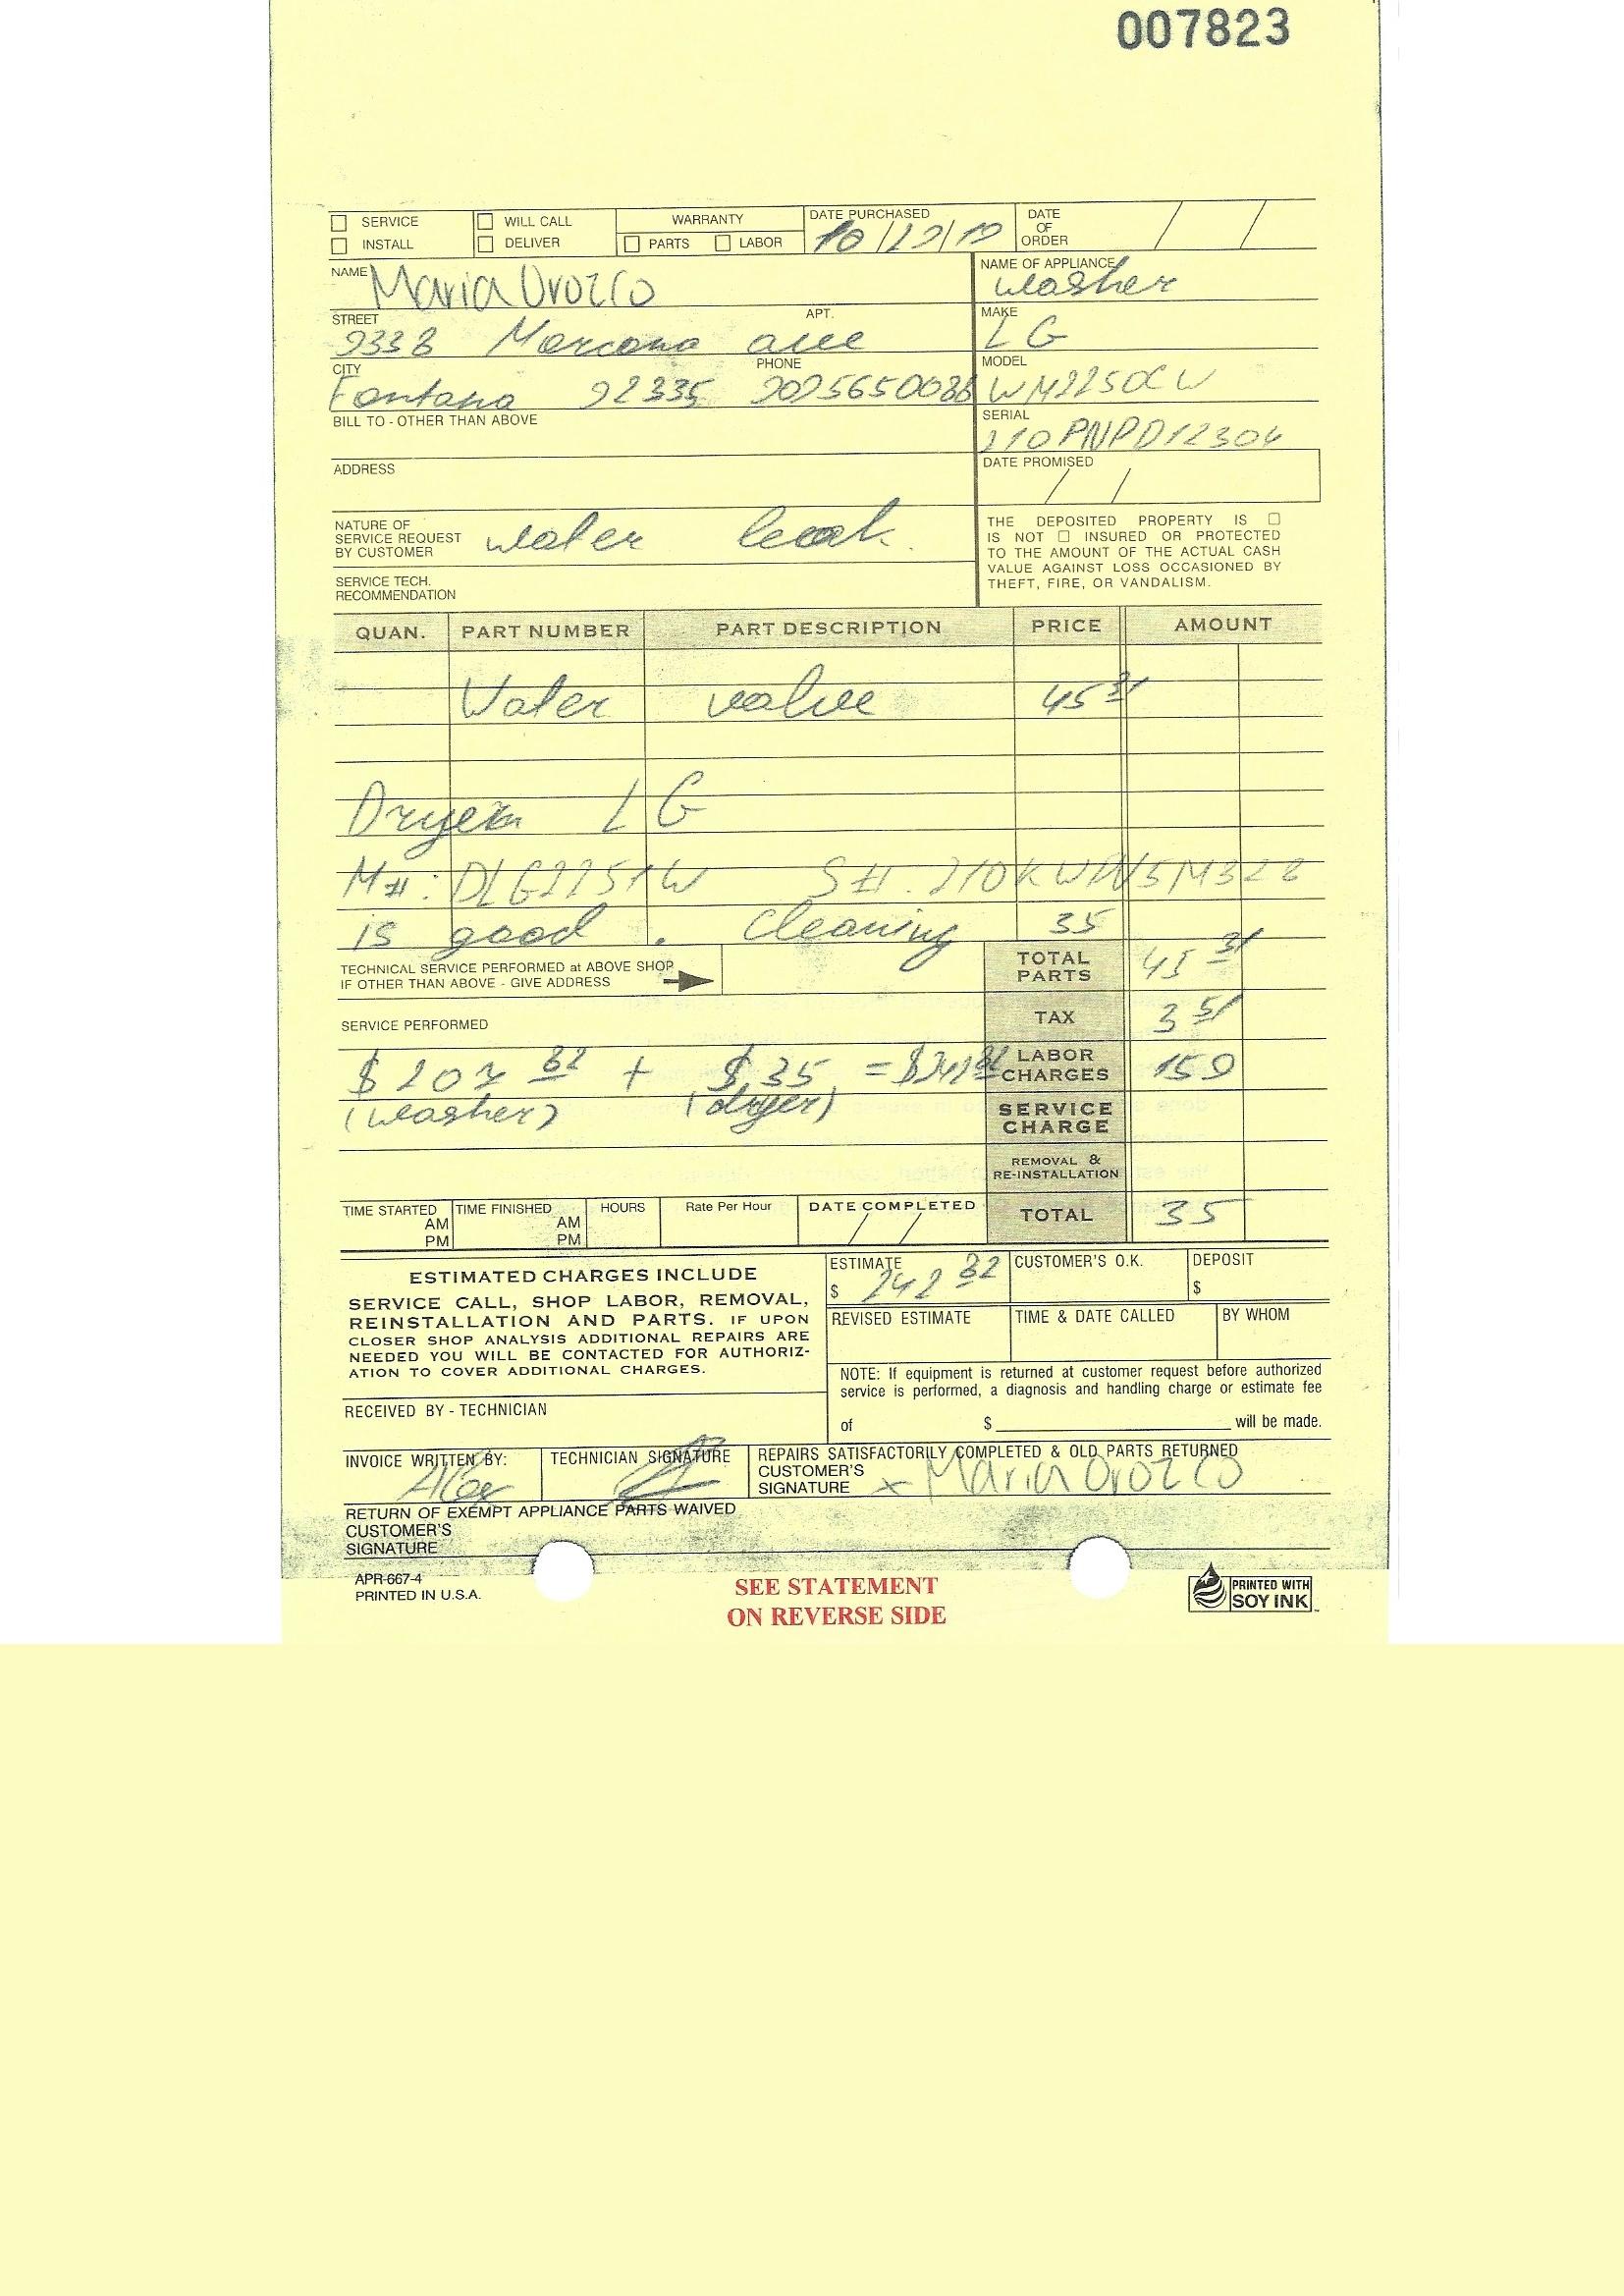 007823
SERVICE WILL CALL WARRANTY DATE PURCHASED DATE OF ORDER
INSTALL DELIVER PARTS LABOR 10/29/10
NAME Maria Orozco NAME OF APPLIANCE washer
STREET APT. MAKE
9338 ave LG
CITY PHONE MODEL
Fontana 92335 9095650038 WM2250CW
BILL TO - OTHER THAN ABOVE SERIAL
210PNPD12304
ADDRESS DATE PROMISED
NATURE OF SERVICE REQUEST BY CUSTOMER water leak.
THE DEPOSITED PROPERTY IS
IS NOT INSURED OR PROTECTED
TO THE AMOUNT OF THE ACTUAL CASH
VALUE AGAINST LOSS OCCASIONED BY
THEFT, FIRE, OR VANDALISM.
SERVICE TECH. RECOMMENDATION
QUAN. PART NUMBER PART DESCRIPTION PRICE AMOUNT
Water valve 45 31
Dryer LG
M#: DLG2251W S#.
is good . Cleaning 35
TECHNICAL SERVICE PERFORMED at ABOVE SHOP
IF OTHER THAN ABOVE - GIVE ADDRESS
TOTAL PARTS 45 31
SERVICE PERFORMED TAX 3 51
$207 82 + $35 = $242 82 LABOR CHARGES 159
(washer) (dryer) SERVICE CHARGE
REMOVAL & RE-INSTALLATION
TIME STARTED AM PM TIME FINISHED AM PM HOURS Rate Per Hour DATE COMPLETED TOTAL 35
ESTIMATED CHARGES INCLUDE
SERVICE CALL, SHOP LABOR, REMOVAL,
REINSTALLATION AND PARTS. IF UPON
CLOSER SHOP ANALYSIS ADDITIONAL REPAIRS ARE
NEEDED YOU WILL BE CONTACTED FOR AUTHORIZ-
ATION TO COVER ADDITIONAL CHARGES.
ESTIMATE $ 242 82 CUSTOMER'S O.K. DEPOSIT $
REVISED ESTIMATE TIME & DATE CALLED BY WHOM
NOTE: If equipment is returned at customer request before authorized
service is performed, a diagnosis and handling charge or estimate fee
of $ will be made.
RECEIVED BY - TECHNICIAN
INVOICE WRITTEN BY: Alex TECHNICIAN SIGNATURE REPAIRS SATISFACTORILY COMPLETED & OLD PARTS RETURNED
CUSTOMER'S SIGNATURE x Maria Orozco
RETURN OF EXEMPT APPLIANCE PARTS WAIVED
CUSTOMER'S
SIGNATURE
APR-667-4
PRINTED IN U.S.A.
SEE STATEMENT
ON REVERSE SIDE
PRINTED WITH
SOY INK